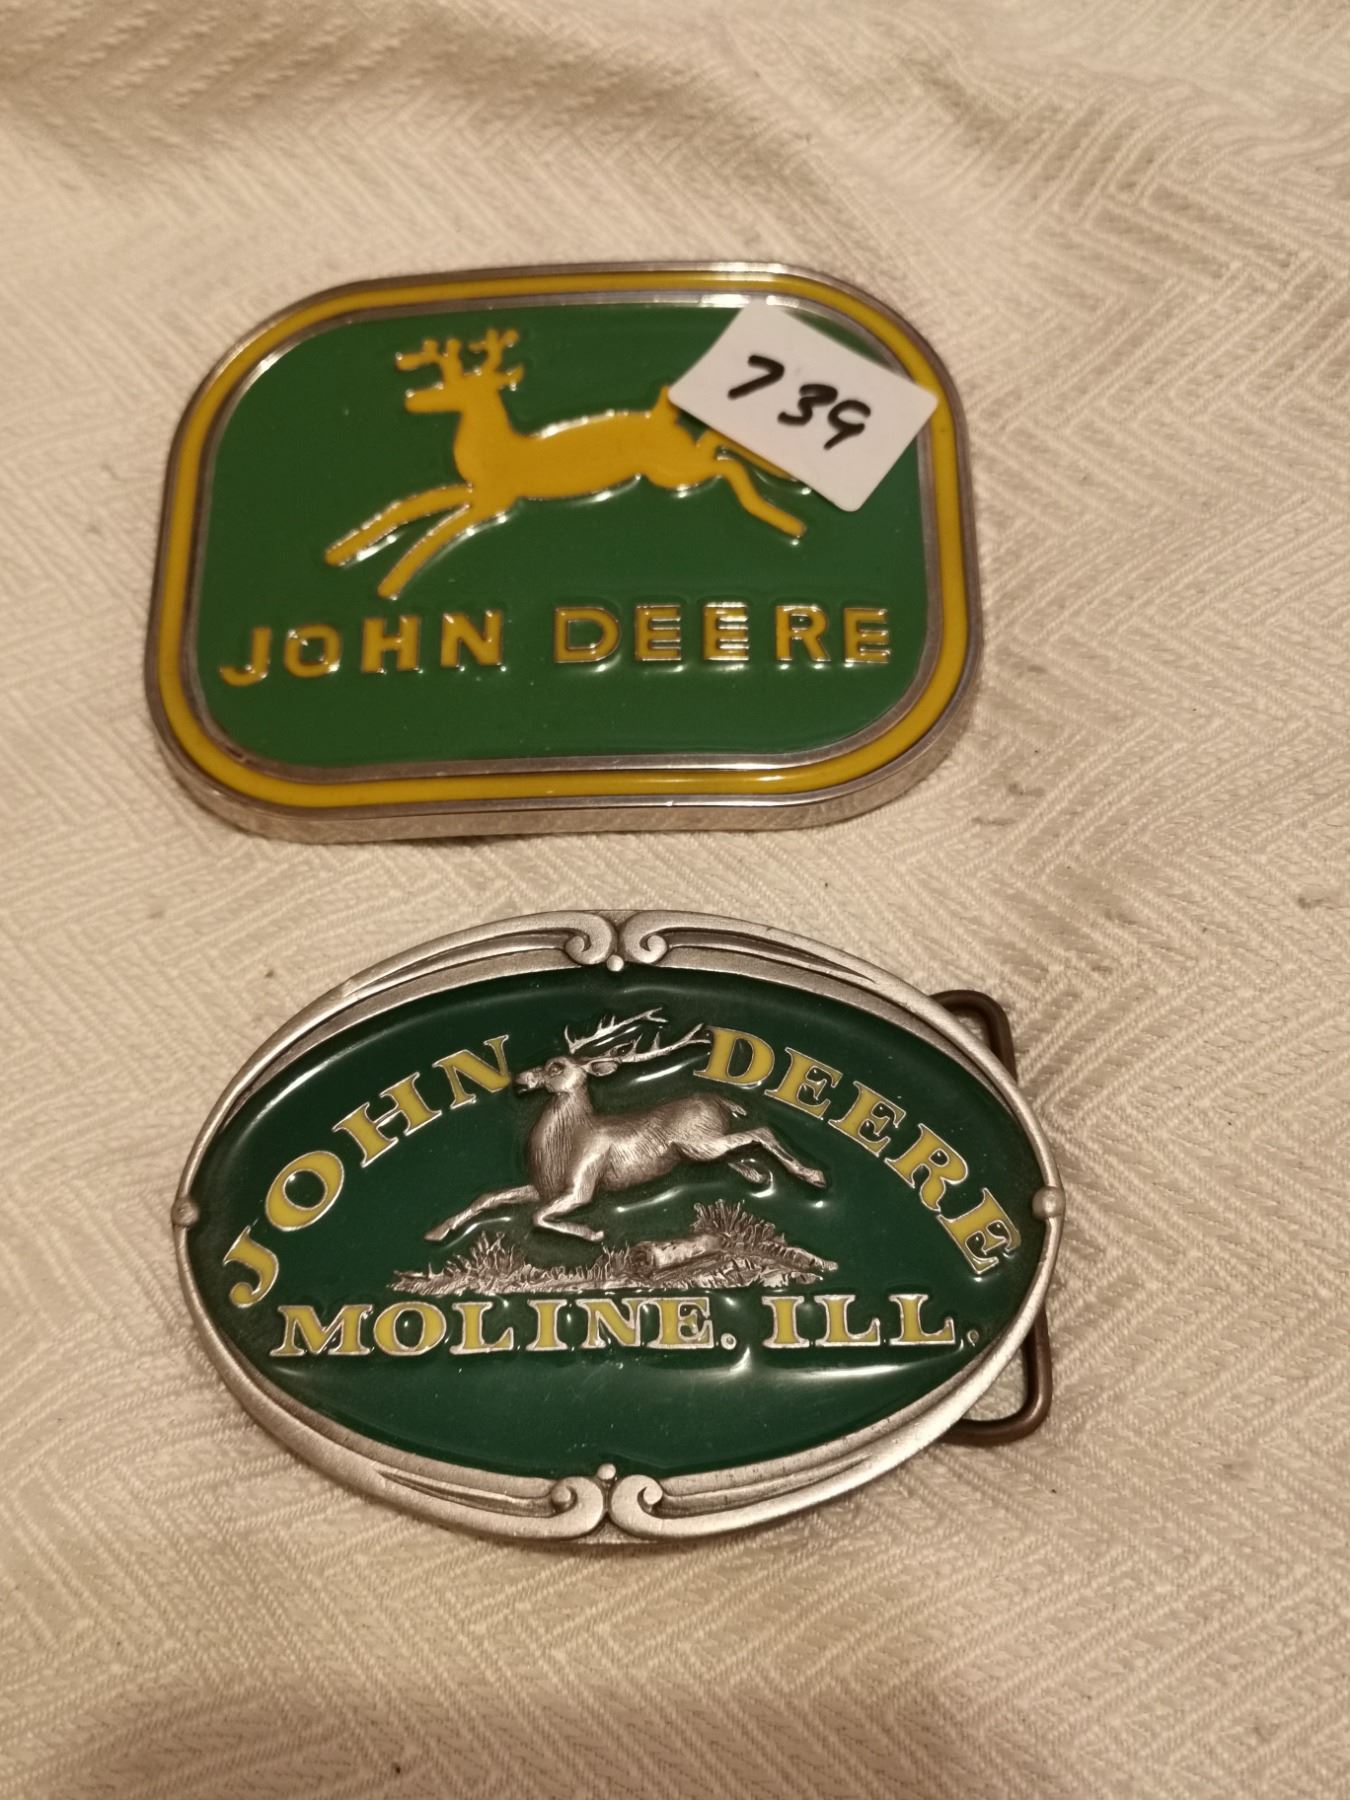 739
JOHN DEERE
JOHN DEERE
MOLINE. ILL.